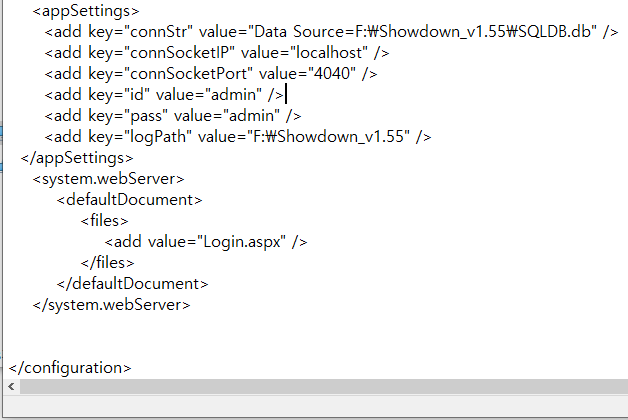 <appSettings>
<add key="connStr" value="Data Source=F:₩Showdown_v1.55₩SQLDB.db" />
<add key="connSocketIP" value="localhost" />
<add key="connSocketPort" value="4040" />
<add key="id" value="admin" />
<add key="pass" value="admin" />
<add key="logPath" value="F:₩Showdown_v1.55" />
</appSettings>
<system.webServer>
<defaultDocument>
<files>
<add value="Login.aspx" />
</files>
</defaultDocument>
</system.webServer>
</configuration>